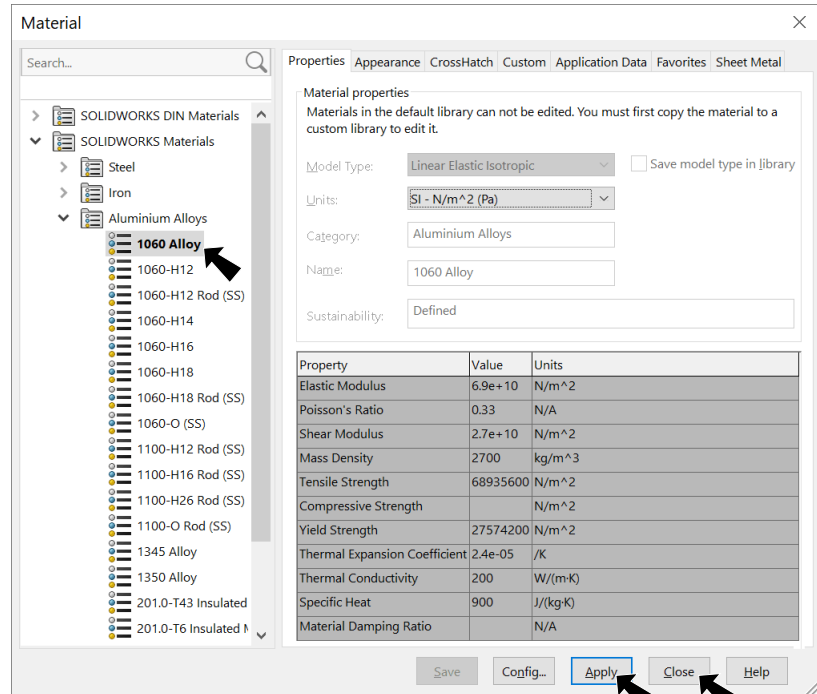 Material
Search...
SOLIDWORKS DIN Materials
SOLIDWORKS Materials
Steel
Iron
Aluminium Alloys
1060 Alloy
1060-H12
1060-H12 Rod (SS)
1060-H14
1060-H16
1060-H18
1060-H18 Rod (SS)
1060-O (SS)
1100-H12 Rod (SS)
1100-H16 Rod (SS)
1100-H26 Rod (SS)
1100-O Rod (SS)
1345 Alloy
1350 Alloy
201.0-T43 Insulated
201.0-T6 Insulated
Properties Appearance CrossHatch Custom Application Data Favorites Sheet Metal
Material properties
Materials in the default library can not be edited. You must first copy the material to a
custom library to edit it.
Model Type: Linear Elastic Isotropic Save model type in library
Units: SI - N/m^2 (Pa)
Category: Aluminium Alloys
Name: 1060 Alloy
Sustainability: Defined
Property Value Units
Elastic Modulus 6.9e+10 N/m^2
Poisson's Ratio 0.33 N/A
Shear Modulus 2.7e+10 N/m^2
Mass Density 2700 kg/m^3
Tensile Strength 68935600 N/m^2
Compressive Strength N/m^2
Yield Strength 27574200 N/m^2
Thermal Expansion Coefficient 2.4e-05 /K
Thermal Conductivity 200 W/(m·K)
Specific Heat 900 J/(kg·K)
Material Damping Ratio N/A
Save Config... Apply Close Help